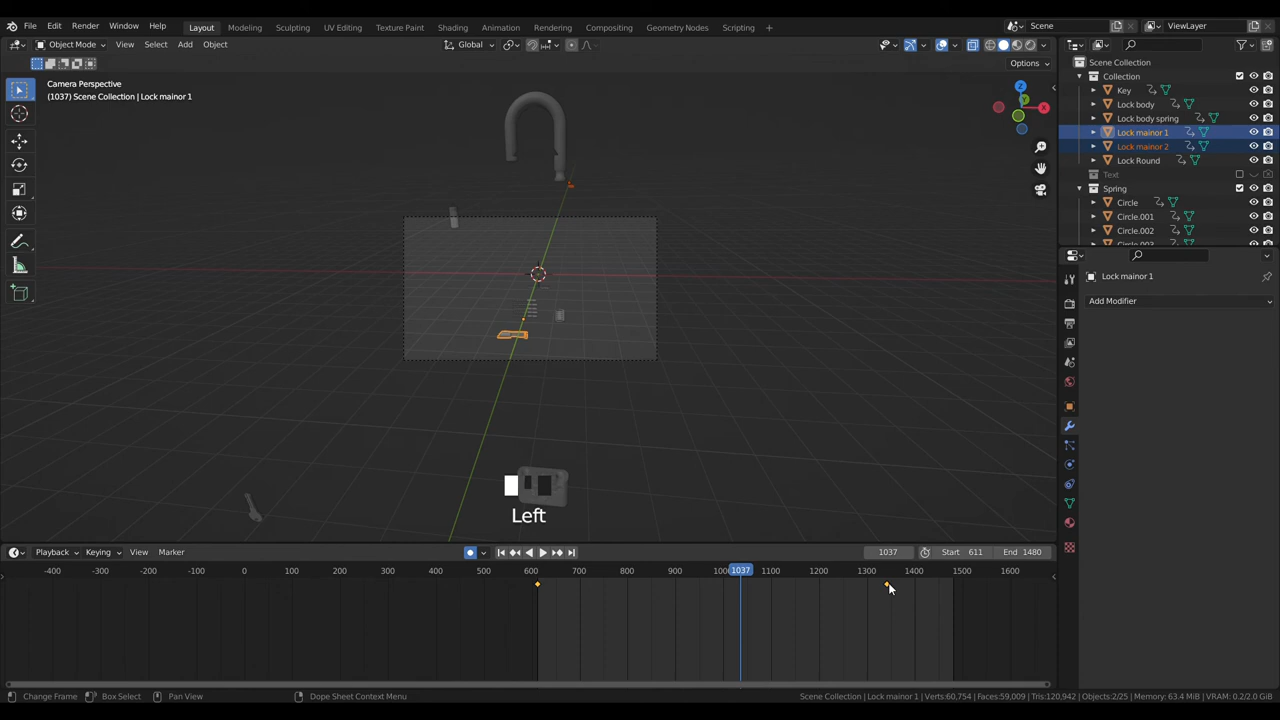 File Edit Render Window Help Layout Modeling Sculpting UV Editing Texture Paint Shading Animation Rendering Compositing Geometry Nodes Scripting + Scene ViewLayer
Object Mode View Select Add Object Global
Options
Camera Perspective
(1037) Scene Collection | Lock mainor 1
Z
Y
X
Scene Collection
Collection
Key
Lock body
Lock body spring
Lock mainor 1
Lock mainor 2
Lock Round
Text
Spring
Circle
Circle.001
Circle.002
Lock mainor 1
Add Modifier
Left
Playback Keying View Marker 1037 Start 611 End 1480
-400 -300 -200 -100 0 100 200 300 400 500 600 700 800 900 1037 1100 1200 1300 1400 1500 1600
Change Frame Box Select Pan View Dope Sheet Context Menu Scene Collection | Lock mainor 1 | Verts:60,754 | Faces:59,009 | Tris:120,942 | Objects:2/25 | Memory: 63.4 MiB | VRAM: 0.2/2.0 GiB